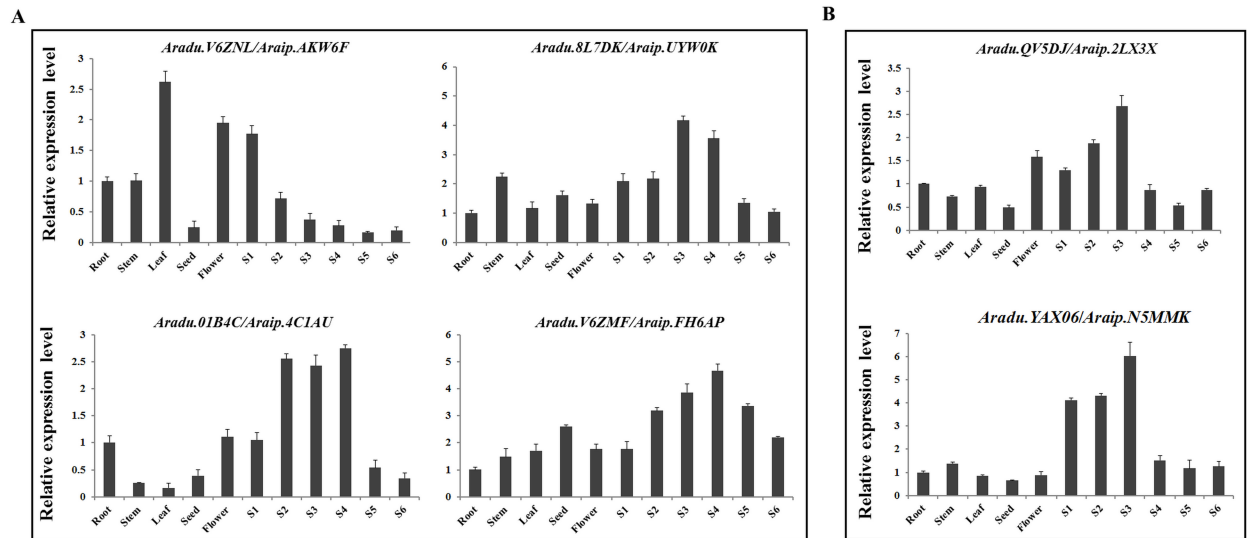 A
B
Aradu.V6ZNL/Araip.AKW6F
Relative expression level
3
2.5
2
1.5
1
0.5
0
Root Stem Leaf Seed Flower S1 S2 S3 S4 S5 S6
Aradu.8L7DK/Araip.UYW0K
6
5
4
3
2
1
0
Root Stem Leaf Seed Flower S1 S2 S3 S4 S5 S6
Aradu.QV5DJ/Araip.2LX3X
Relative expression level
3.5
3
2.5
2
1.5
1
0.5
0
Root Stem Leaf Seed Flower S1 S2 S3 S4 S5 S6
Aradu.01B4C/Araip.4C1AU
Relative expression level
3
2.5
2
1.5
1
0.5
0
Root Stem Leaf Seed Flower S1 S2 S3 S4 S5 S6
Aradu.V6ZMF/Araip.FH6AP
6
5
4
3
2
1
0
Root Stem Leaf Seed Flower S1 S2 S3 S4 S5 S6
Aradu.YAX06/Araip.N5MMK
Relative expression level
7
6
5
4
3
2
1
0
Root Stem Leaf Seed Flower S1 S2 S3 S4 S5 S6